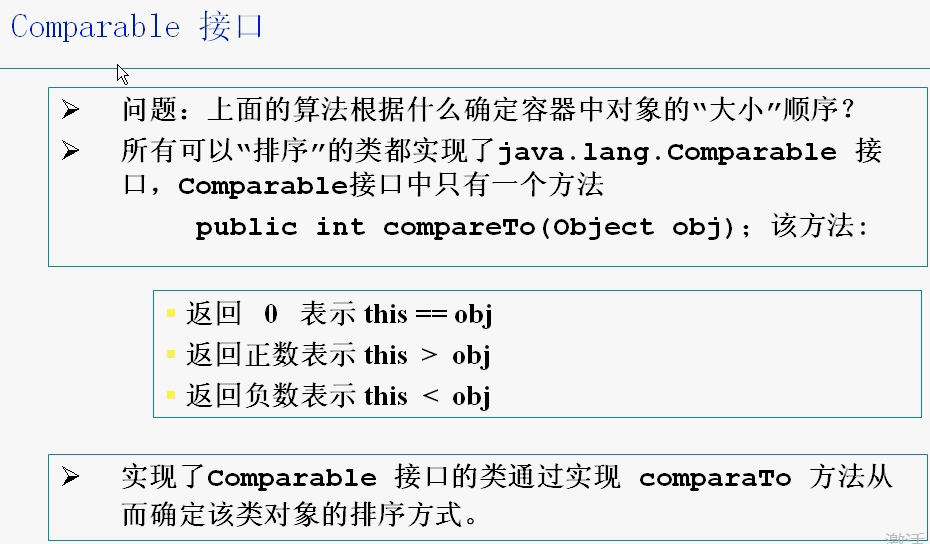 Comparable 接口
问题：上面的算法根据什么确定容器中对象的“大小”顺序？
所有可以“排序”的类都实现了java.lang.Comparable 接
口，Comparable接口中只有一个方法
public int compareTo(Object obj)；该方法：
返回 0 表示 this == obj
返回正数表示 this > obj
返回负数表示 this < obj
实现了Comparable 接口的类通过实现 comparaTo 方法从
而确定该类对象的排序方式。
激活